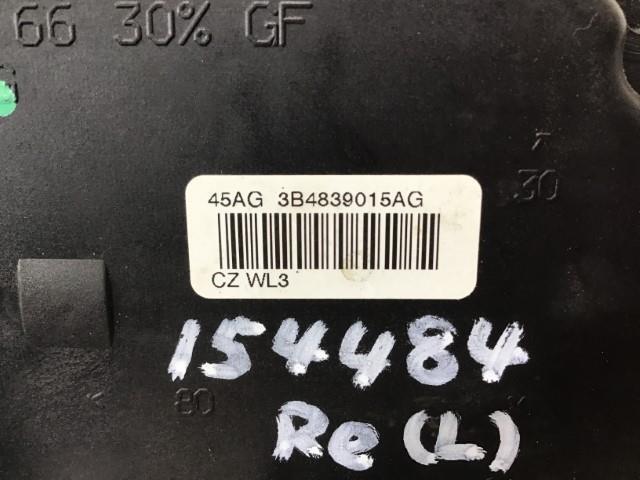 66 30% GF
45AG 3B4839015AG
30
CZ WL3
154484
80
Re (L)